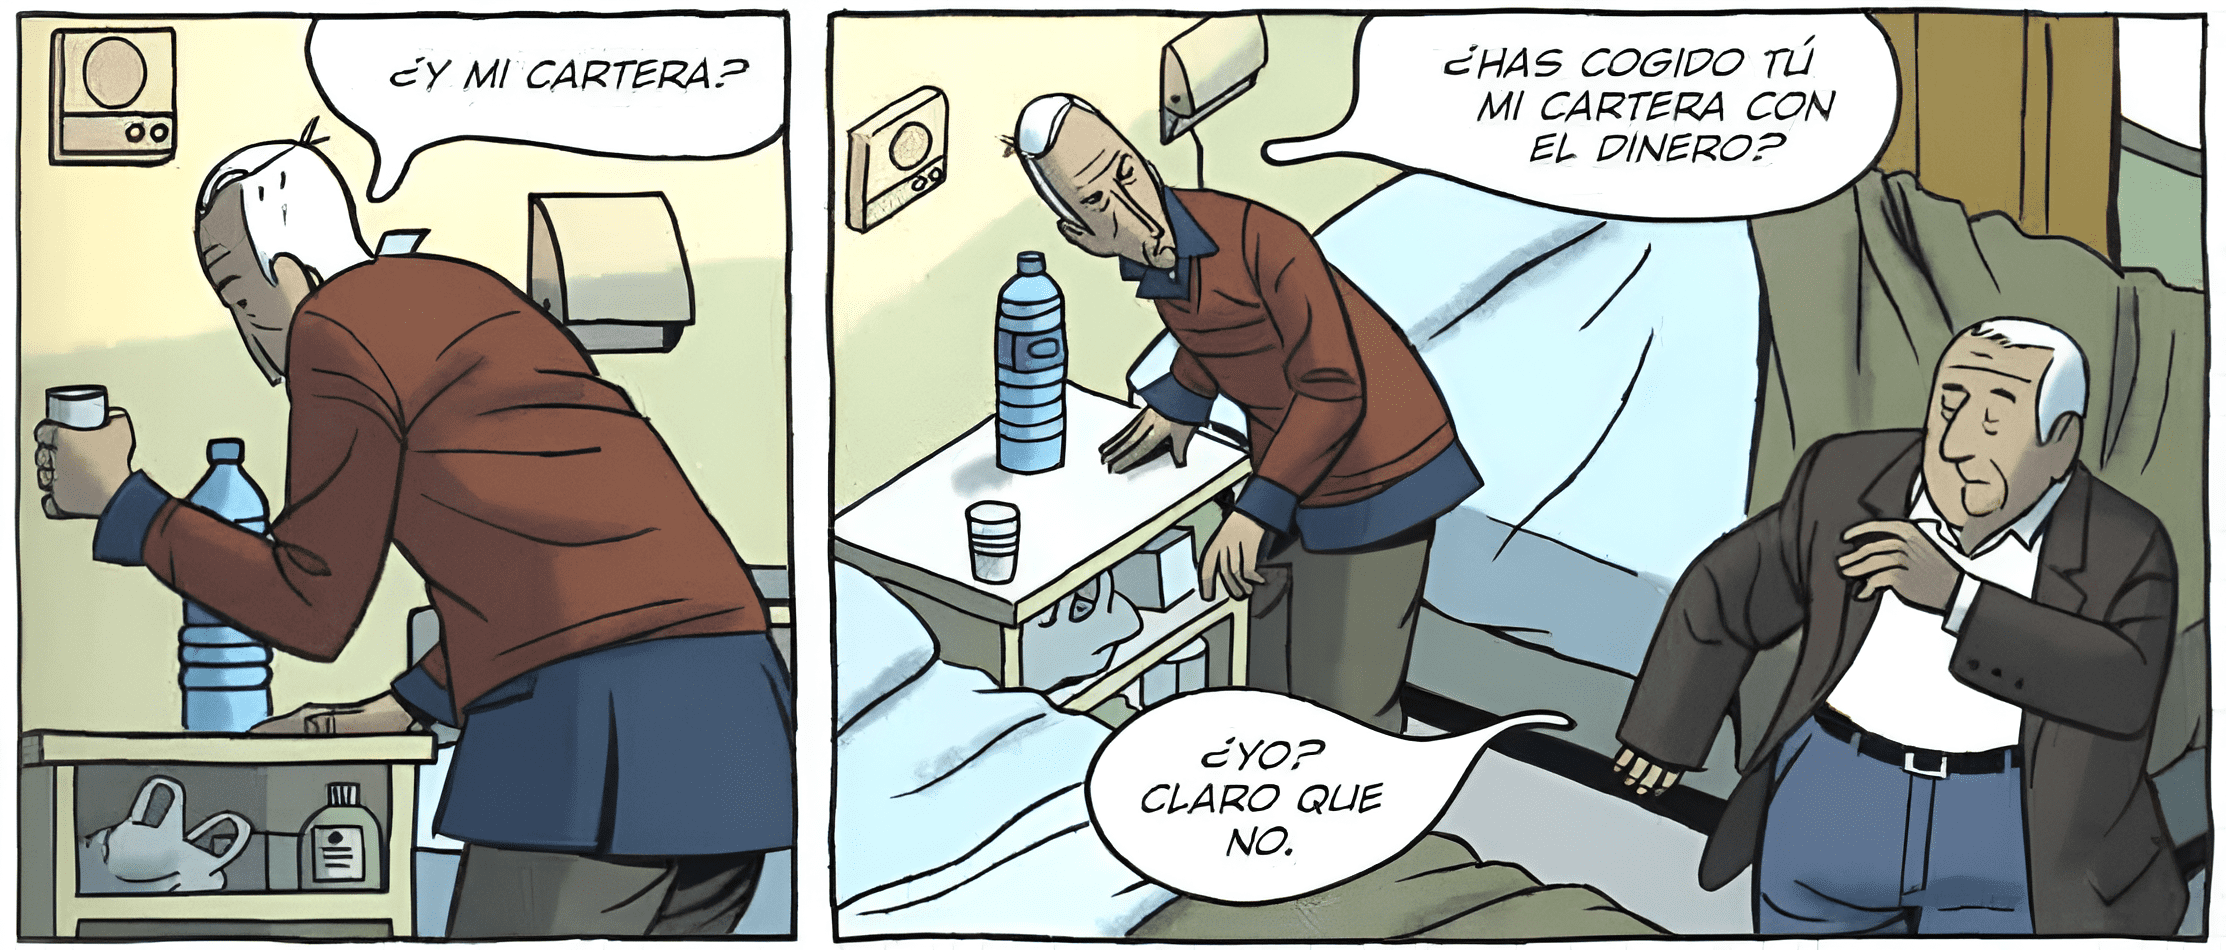 ¿Y MI CARTERA?
¿HAS COGIDO TÚ
MI CARTERA CON
EL DINERO?
¿YO?
CLARO QUE
NO.